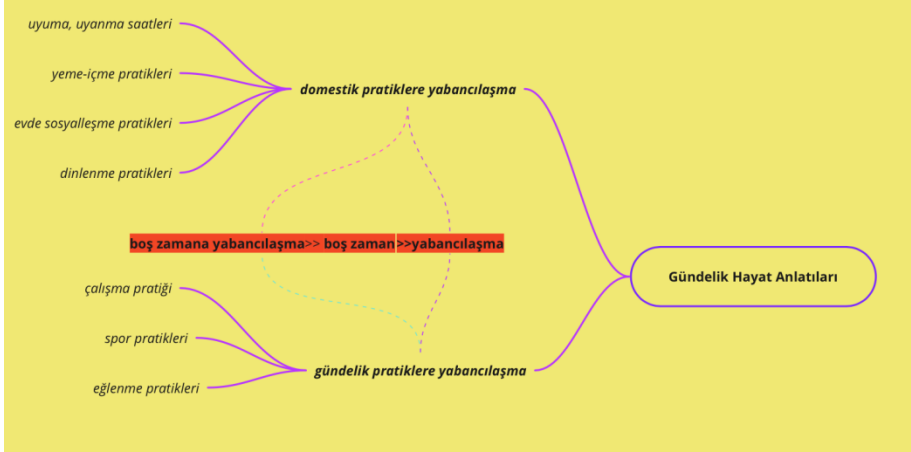 uyuma, uyanma saatleri
yeme-içme pratikleri
domestik pratiklere yabancılaşma
evde sosyalleşme pratikleri
dinlenme pratikleri
boş zamana yabancılaşma>> boş zaman>>yabancılaşma
Gündelik Hayat Anlatıları
çalışma pratiği
spor pratikleri
gündelik pratiklere yabancılaşma
eğlenme pratikleri